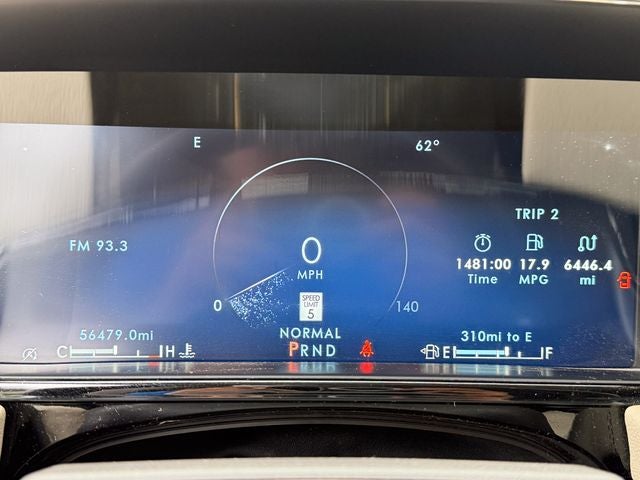 E
62°
TRIP 2
FM 93.3
0
MPH
1481:00 17.9 6446.4
Time MPG mi
0
140
SPEED
LIMIT
5
56479.0mi
NORMAL
310mi to E
C H
PRND
E F